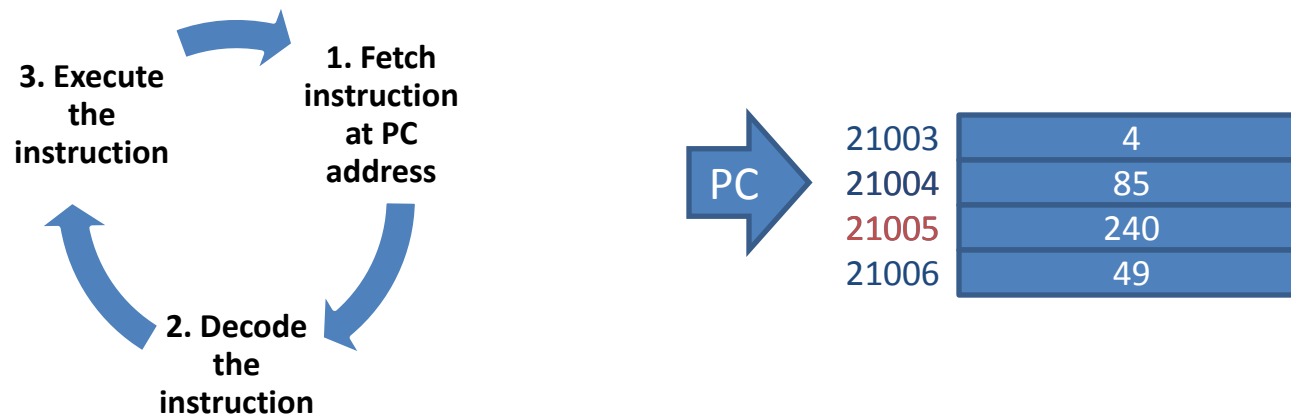 1. Fetch
instruction
at PC
address
2. Decode
the
instruction
3. Execute
the
instruction
PC
21003 4
21004 85
21005 240
21006 49